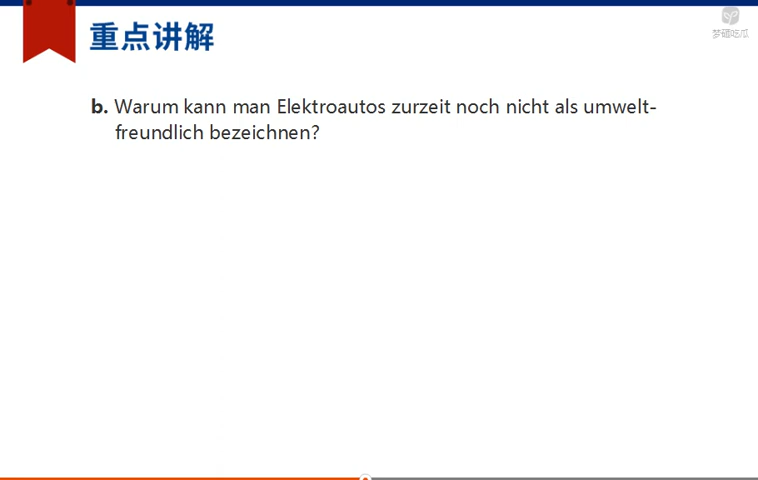 重点讲解
b. Warum kann man Elektroautos zurzeit noch nicht als umwelt-
freundlich bezeichnen?